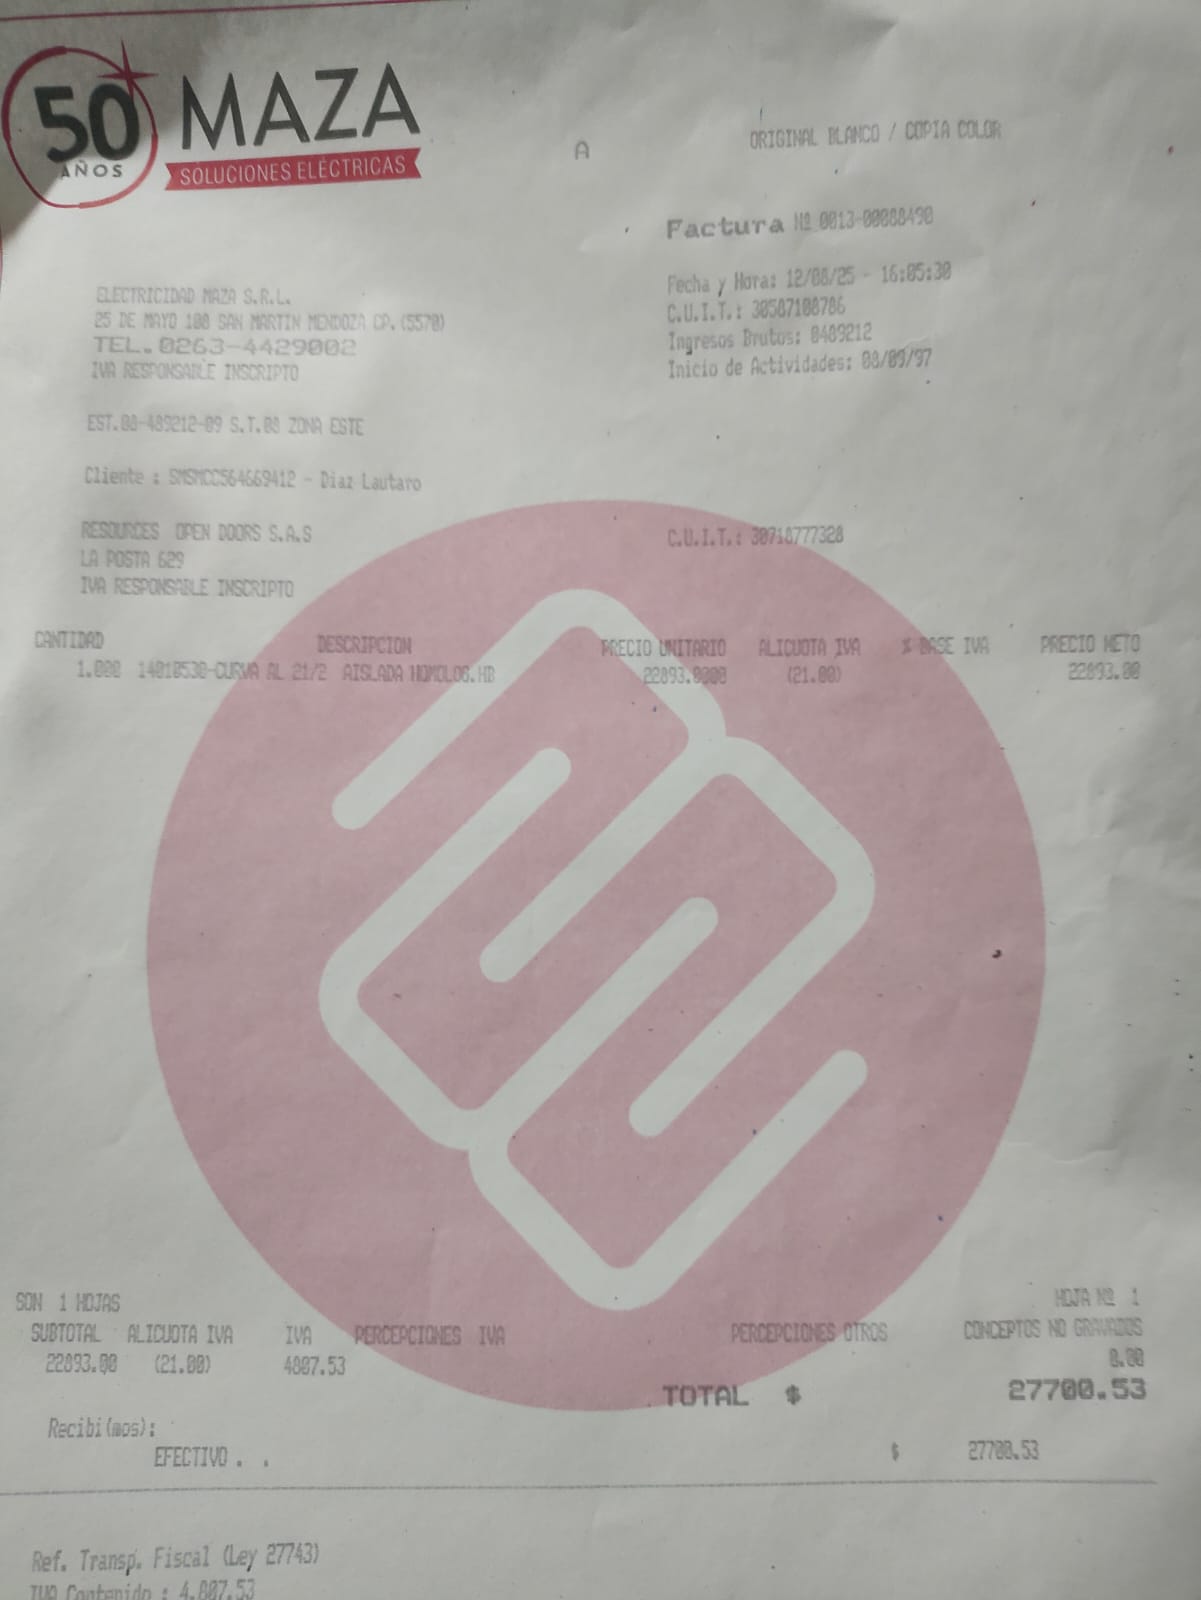 50 AÑOS
MAZA
SOLUCIONES ELÉCTRICAS
A
ORIGINAL BLANCO / COPIA COLOR
Factura Nº 0013-00088490
Fecha y Hora: 12/08/25 - 16:05:30
C.U.I.T.: 30587108786
Ingresos Brutos: 0489212
Inicio de Actividades: 08/09/97
ELECTRICIDAD MAZA S.R.L.
25 DE MAYO 108 SAN MARTIN MENDOZA CP.(5570)
TEL.0263-4429002
IVA RESPONSABLE INSCRIPTO
EST.08-489212-09 S.T.08 ZONA ESTE
Cliente : SMSMCC564669412 - Diaz Lautaro
RESOURCES OPEN DOORS S.A.S
C.U.I.T.: 30718777328
LA POSTA 629
IVA RESPONSABLE INSCRIPTO
CANTIDAD DESCRIPCION PRECIO UNITARIO ALICUOTA IVA % BASE IVA PRECIO NETO
1.000 14010530-CURVA AL 21/2 AISLADA HOMOLOG.HB 22893.0000 (21.00) 22893.00
SON 1 HOJAS
HOJA Nº 1
SUBTOTAL ALICUOTA IVA IVA PERCEPCIONES IVA PERCEPCIONES OTROS CONCEPTOS NO GRAVADOS
22893.00 (21.00) 4807.53 0.00
TOTAL $ 27700.53
Recibi(mos):
EFECTIVO . . $ 27700.53
Ref. Transp. Fiscal (Ley 27743)
IVA Contenido : 4.807,53